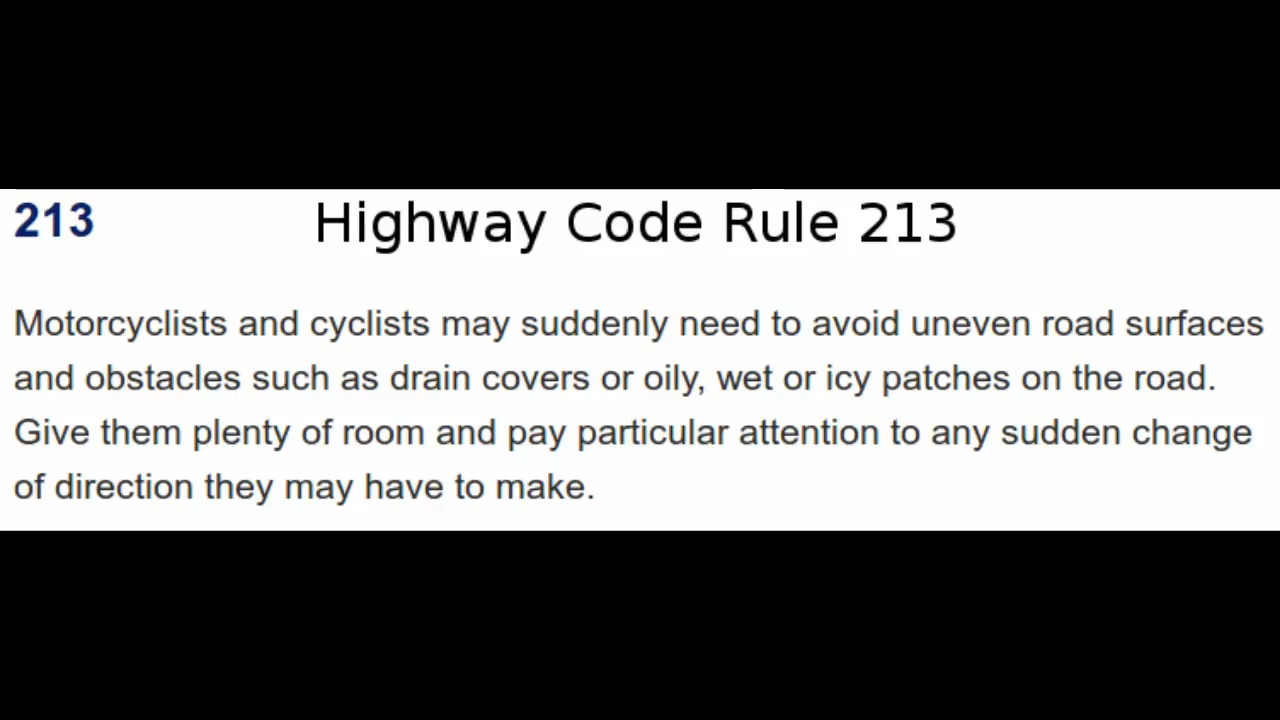 213 Highway Code Rule 213
Motorcyclists and cyclists may suddenly need to avoid uneven road surfaces
and obstacles such as drain covers or oily, wet or icy patches on the road.
Give them plenty of room and pay particular attention to any sudden change
of direction they may have to make.